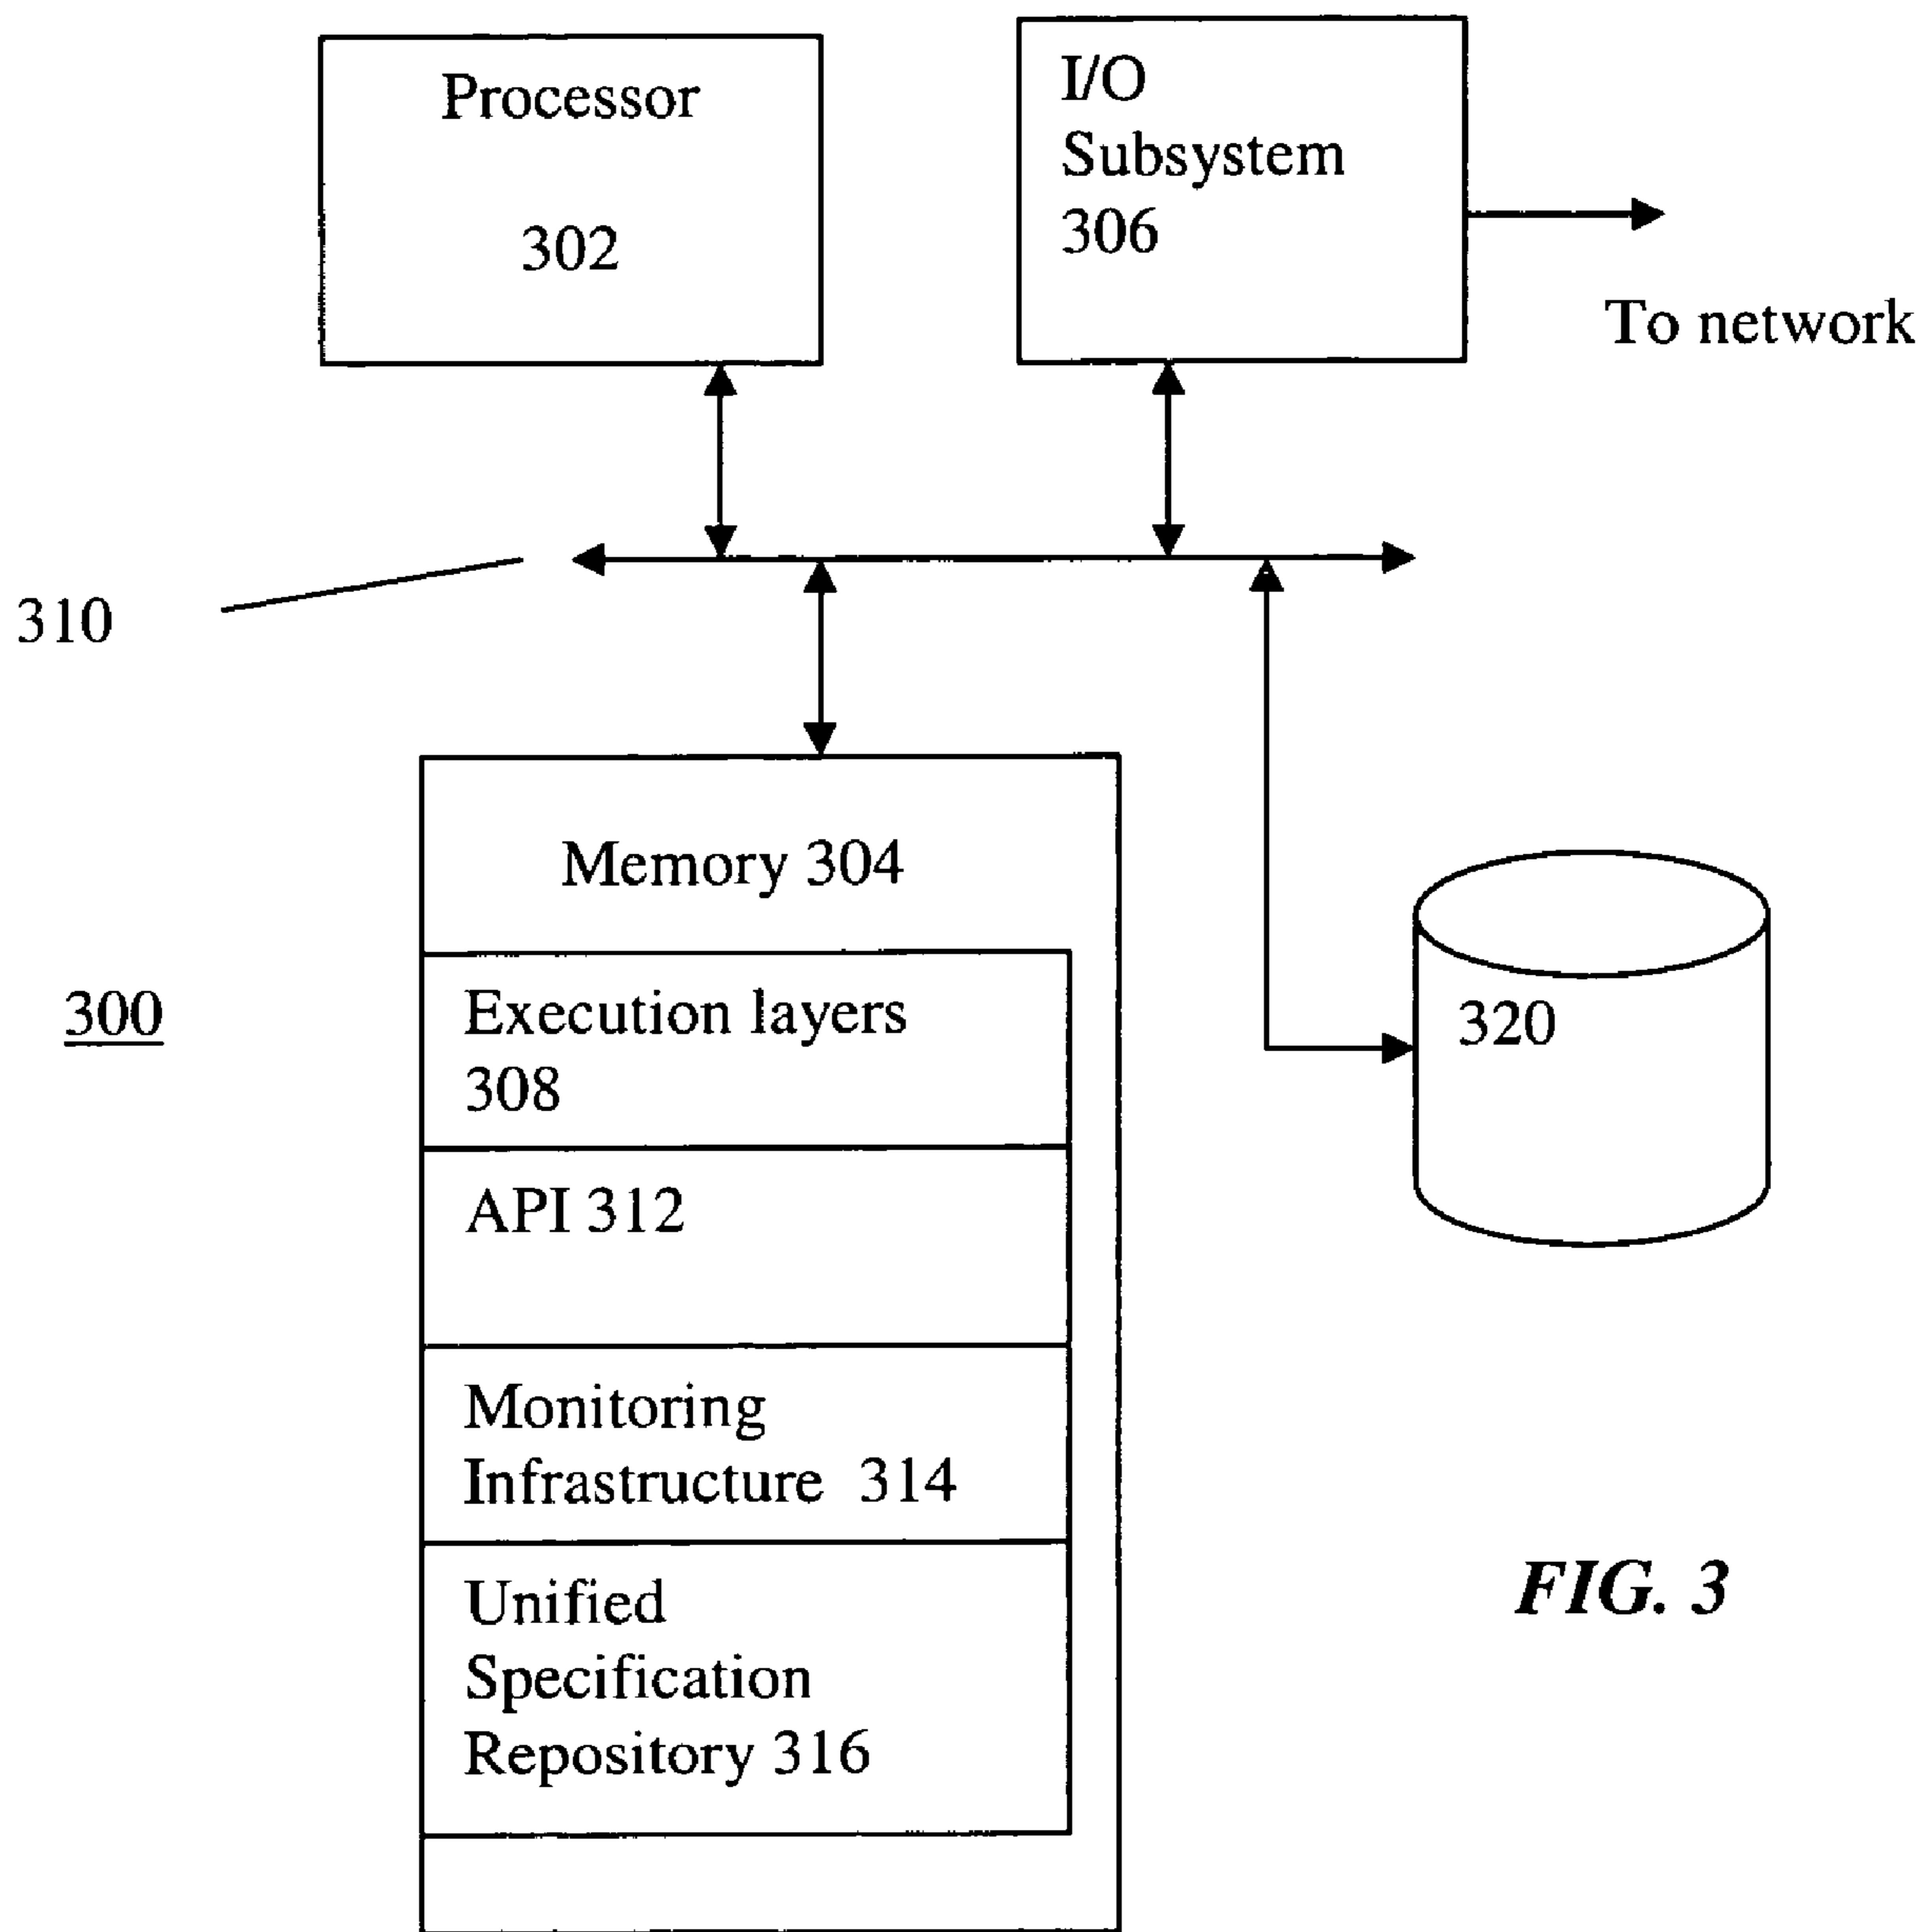 Processor
302
I/O
Subsystem
306
To network
310
Memory 304
300
Execution layers
308
320
API 312
Monitoring
Infrastructure 314
Unified
Specification
Repository 316
FIG. 3